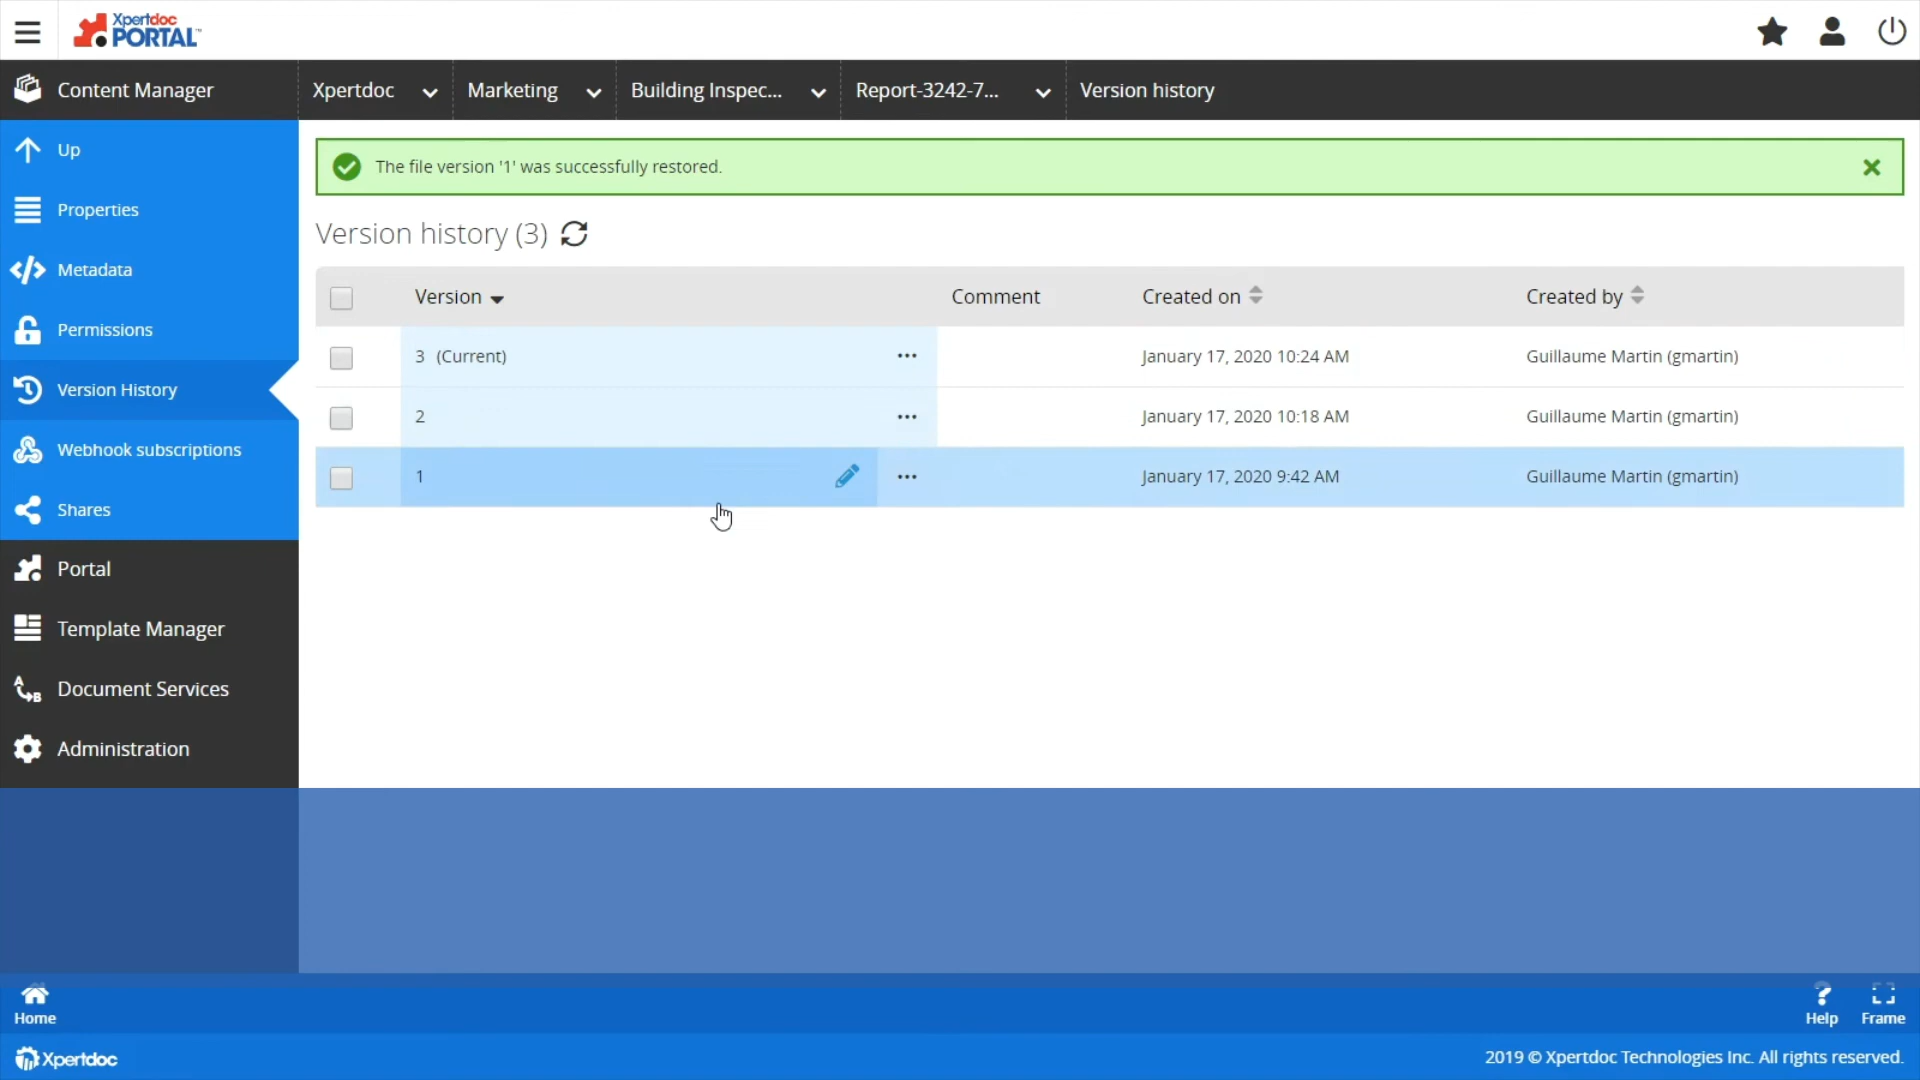 Xpertdoc
PORTAL™
Content Manager
Xpertdoc
Marketing
Building Inspec...
Report-3242-7...
Version history
Up
Properties
Metadata
Permissions
Version History
Webhook subscriptions
Shares
Portal
Template Manager
Document Services
Administration
The file version '1' was successfully restored.
Version history (3)
Version Comment Created on Created by
3 (Current) ... January 17, 2020 10:24 AM Guillaume Martin (gmartin)
2 ... January 17, 2020 10:18 AM Guillaume Martin (gmartin)
1 ... January 17, 2020 9:42 AM Guillaume Martin (gmartin)
Home
Help
Frame
Xpertdoc
2019 © Xpertdoc Technologies Inc. All rights reserved.